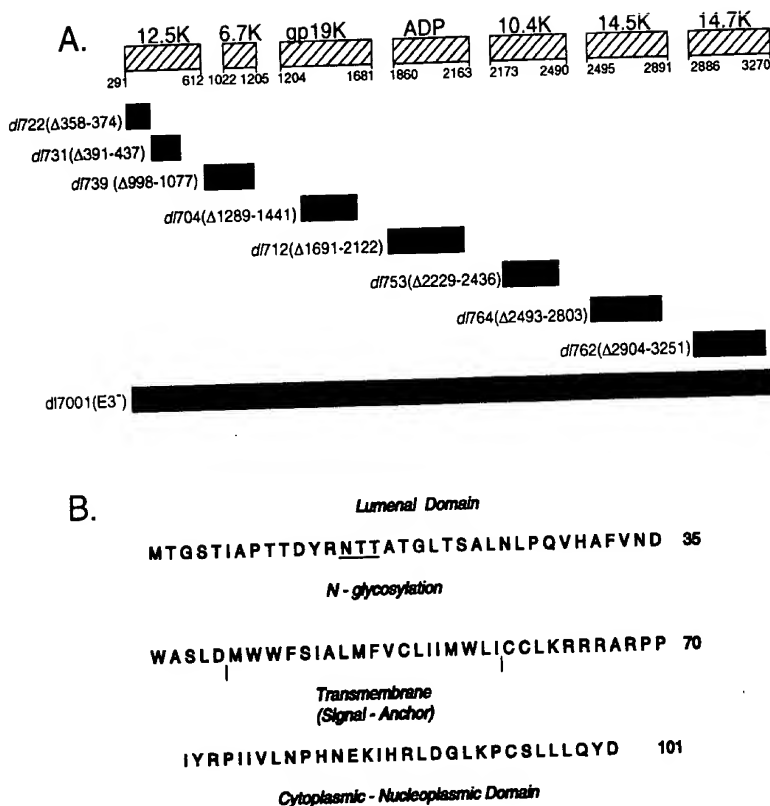 A.
12.5K 6.7K gp19K ADP 10.4K 14.5K 14.7K
291 612 1022 1205 1204 1681 1860 2163 2173 2490 2495 2891 2886 3270
dl722(Δ358-374)
dl731(Δ391-437)
dl739 (Δ998-1077)
dl704(Δ1289-1441)
dl712(Δ1691-2122)
dl753(Δ2229-2436)
dl764(Δ2493-2803)
dl762(Δ2904-3251)
dl7001(E3⁻)
B.
Lumenal Domain
MTGSTIAPTTDYRNTTATGLTSALNLPQVHAFVND 35
N - glycosylation
WASLDMWWFSIALMFVCLIIMWLICCLKRRRARPP 70
Transmembrane
(Signal - Anchor)
IYRPIIVLNPHNEKIHRLDGLKPCSLLLQYD 101
Cytoplasmic - Nucleoplasmic Domain